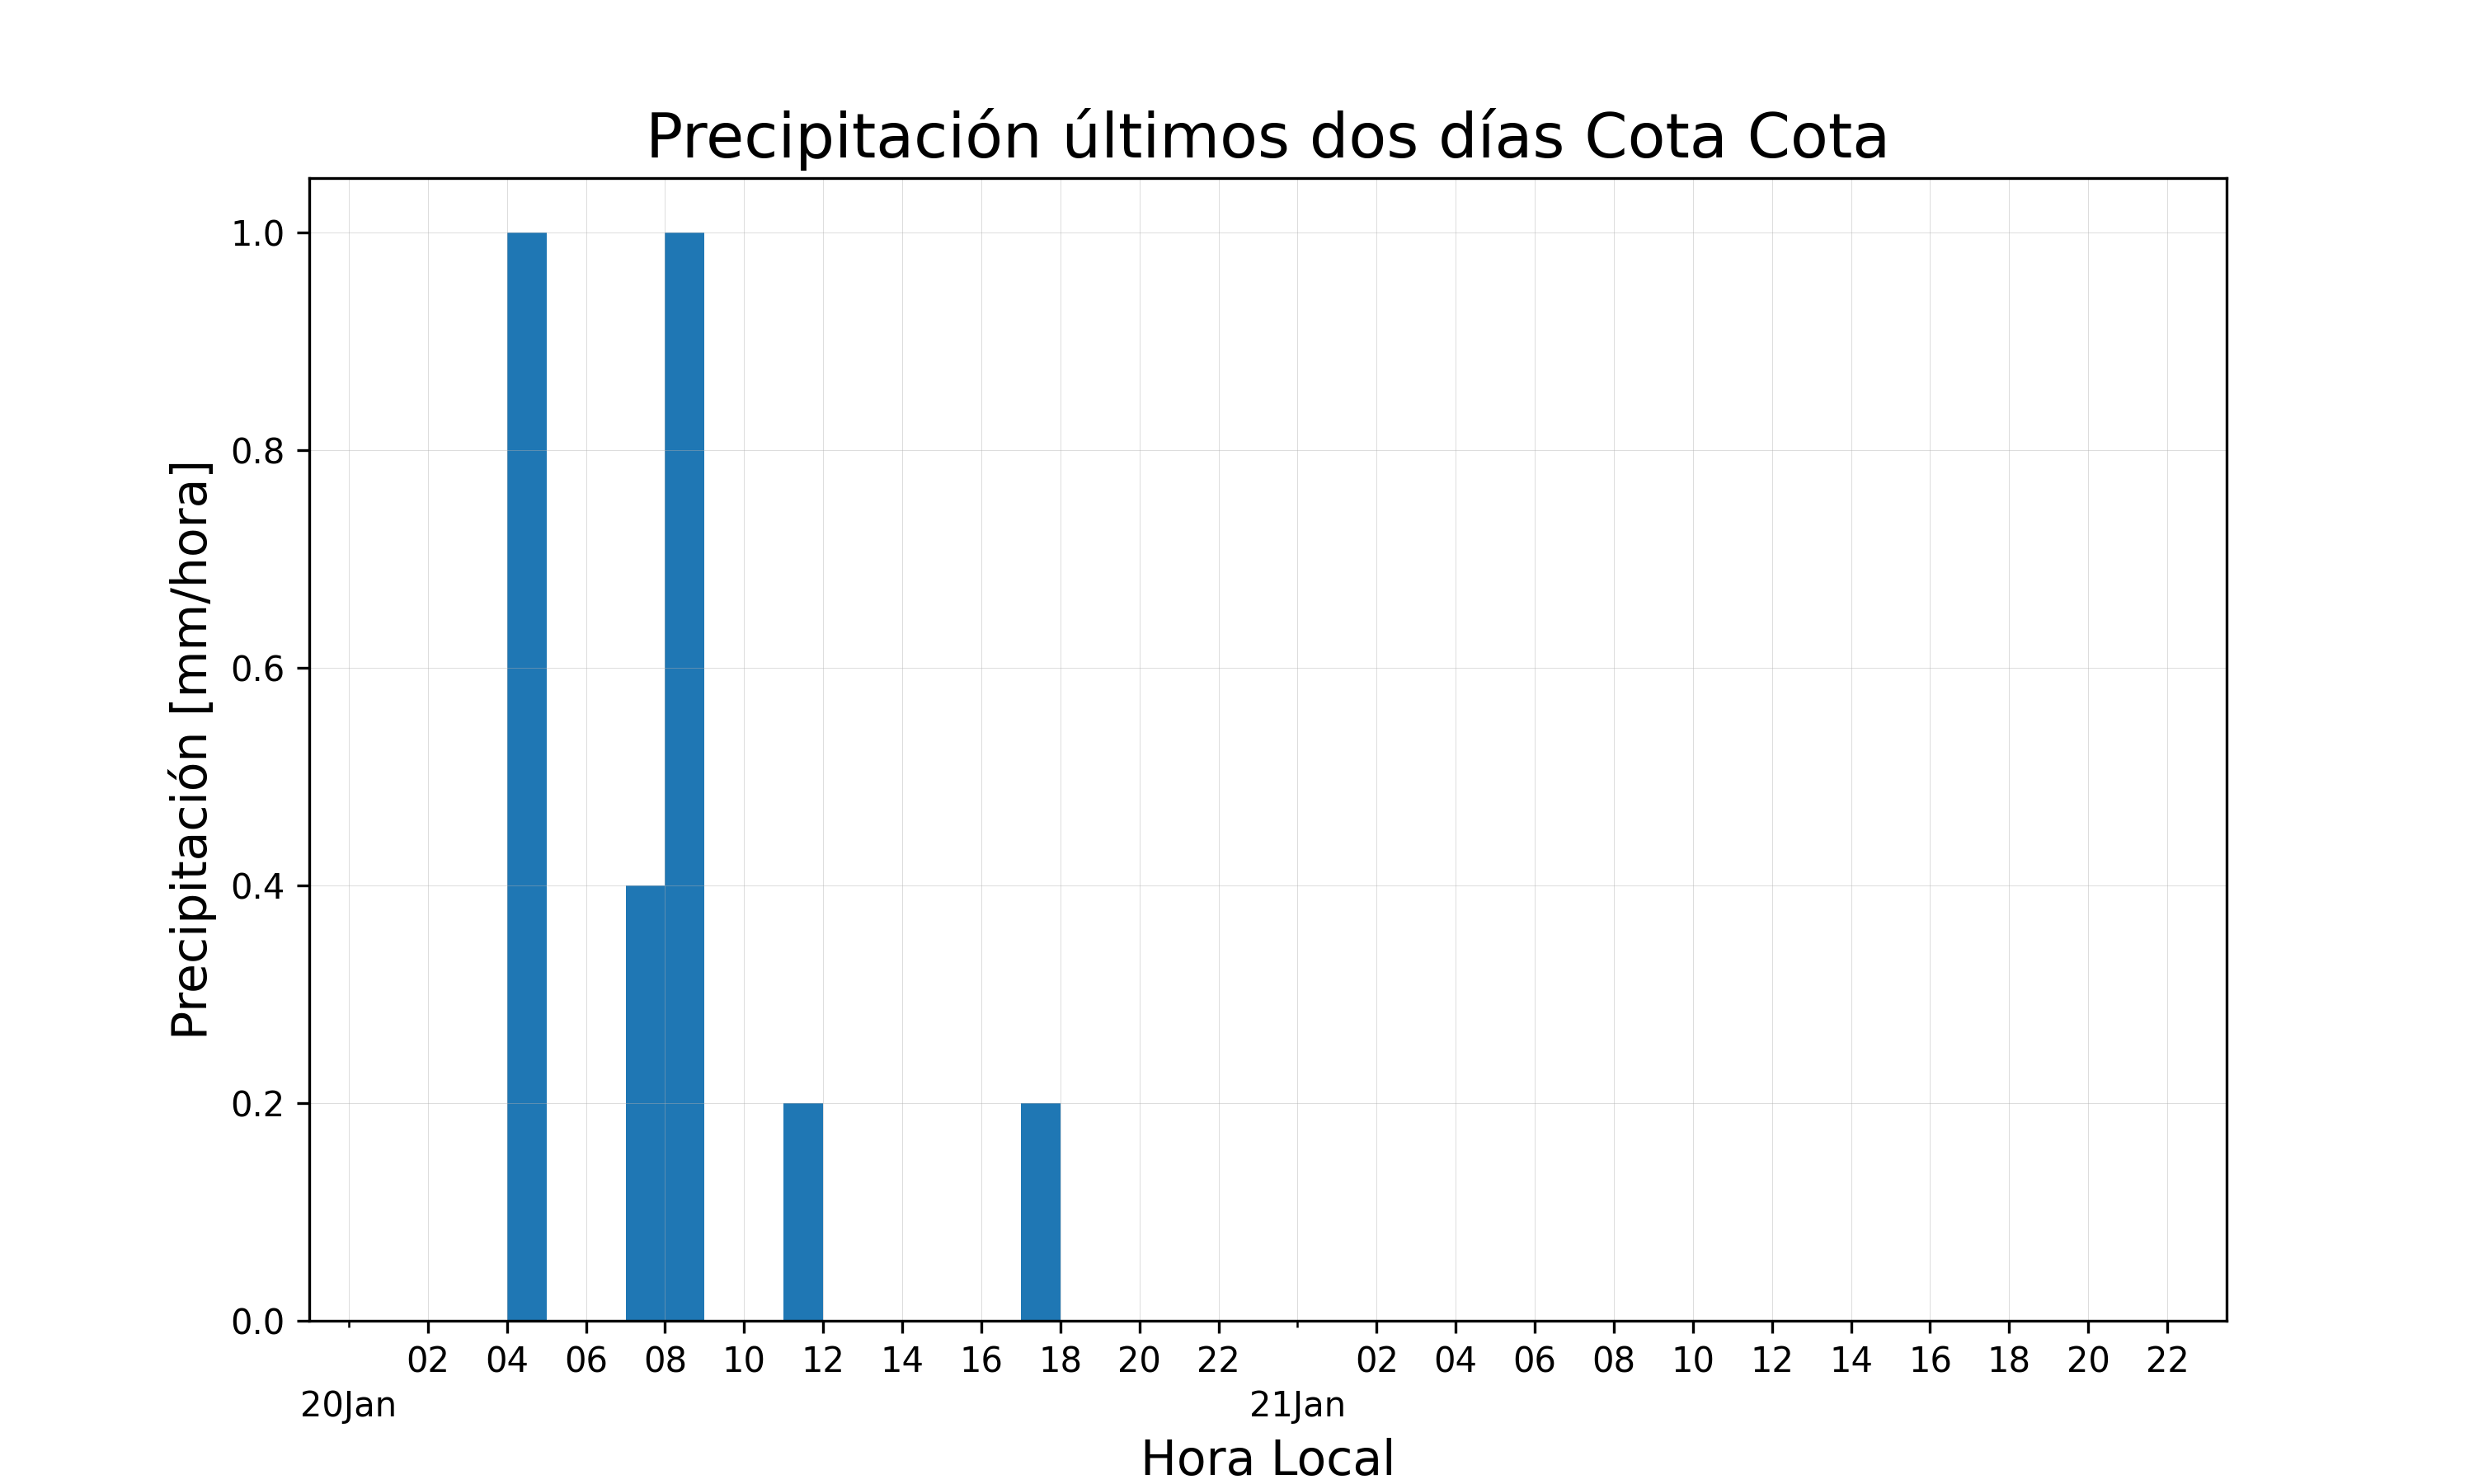 Precipitación últimos dos días Cota Cota
Precipitación [mm/hora]
1.0
0.8
0.6
0.4
0.2
0.0
02 04 06 08 10 12 14 16 18 20 22 02 04 06 08 10 12 14 16 18 20 22
20Jan 21Jan
Hora Local